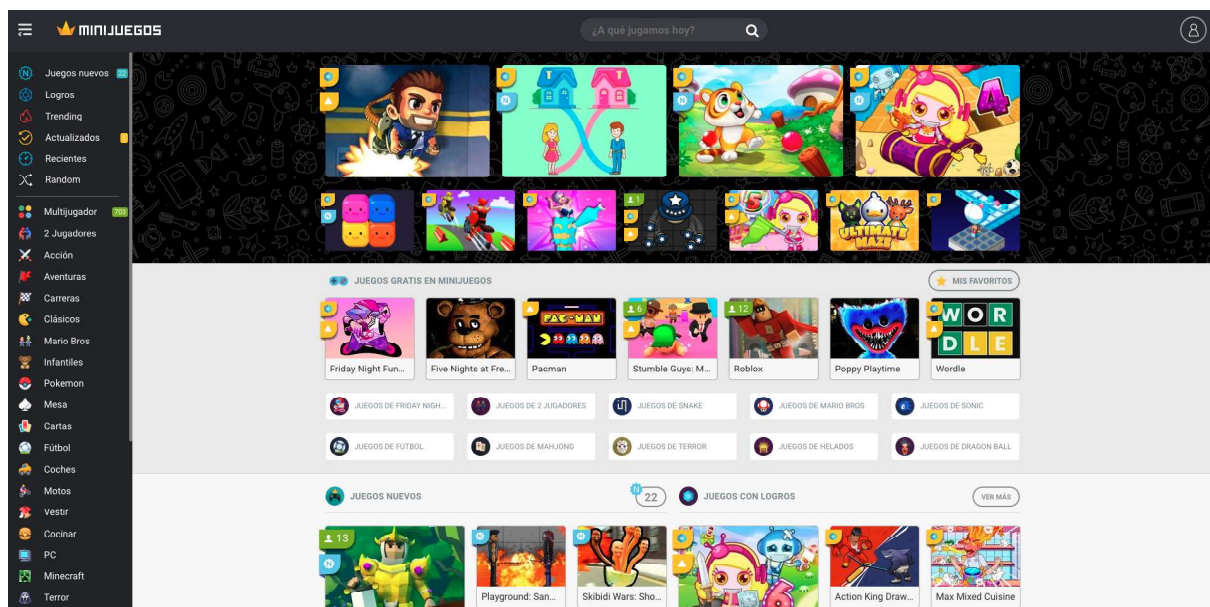 MINIJUEGOS
¿A qué jugamos hoy?
Juegos nuevos 22
Logros
Trending
Actualizados 1
Recientes
Random
Multijugador 703
2 Jugadores
Acción
Aventuras
Carreras
Clásicos
Mario Bros
Infantiles
Pokemon
Mesa
Cartas
Fútbol
Coches
Motos
Vestir
Cocinar
PC
Minecraft
Terror
4
1
5
ULTIMATE
MAZE
JUEGOS GRATIS EN MINIJUEGOS
MIS FAVORITOS
PAC-MAN
6
12
WOR
DLE
Friday Night Fun...
Five Nights at Fre...
Pacman
Stumble Guys: M...
Roblox
Poppy Playtime
Wordle
JUEGOS DE FRIDAY NIGH...
JUEGOS DE 2 JUGADORES
JUEGOS DE SNAKE
JUEGOS DE MARIO BROS
JUEGOS DE SONIC
JUEGOS DE FUTBOL
JUEGOS DE MAHJONG
JUEGOS DE TERROR
JUEGOS DE HELADOS
JUEGOS DE DRAGON BALL
JUEGOS NUEVOS
N 22
JUEGOS CON LOGROS
VER MÁS
13
6
Playground: San...
Skibidi Wars: Sho...
Action King Draw...
Max Mixed Cuisine